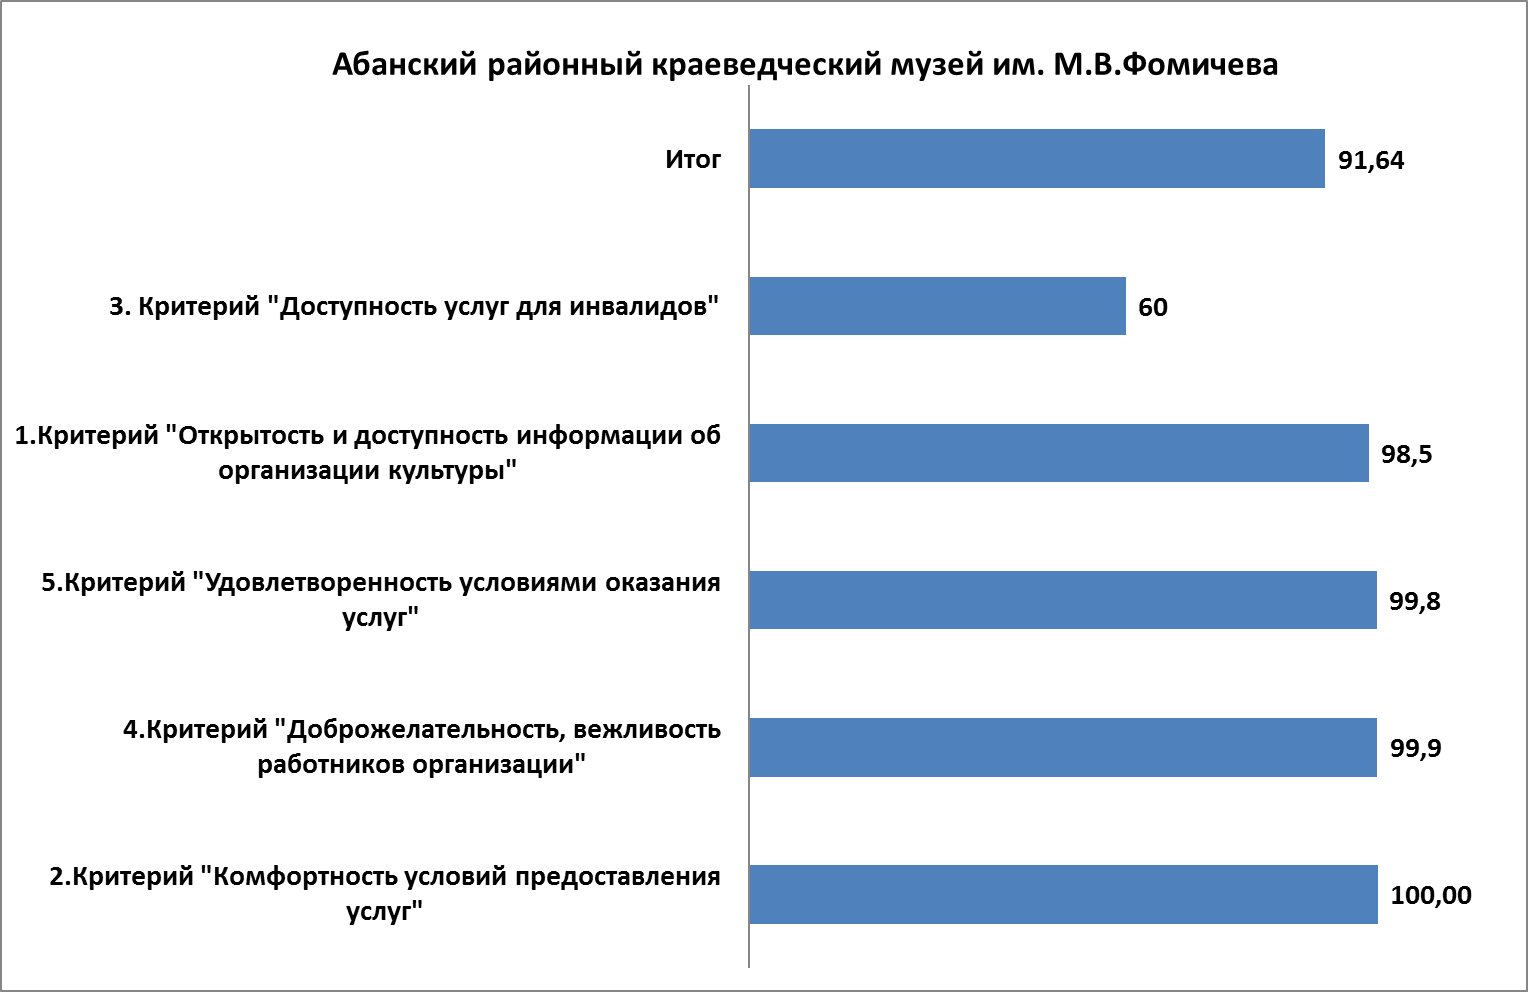 Абанский районный краеведческий музей им. М.В.Фомичева
Итог
91,64
3. Критерий "Доступность услуг для инвалидов"
60
1.Критерий "Открытость и доступность информации об
организации культуры"
98,5
5.Критерий "Удовлетворенность условиями оказания
услуг"
99,8
4.Критерий "Доброжелательность, вежливость
работников организации"
99,9
2.Критерий "Комфортность условий предоставления
услуг"
100,00